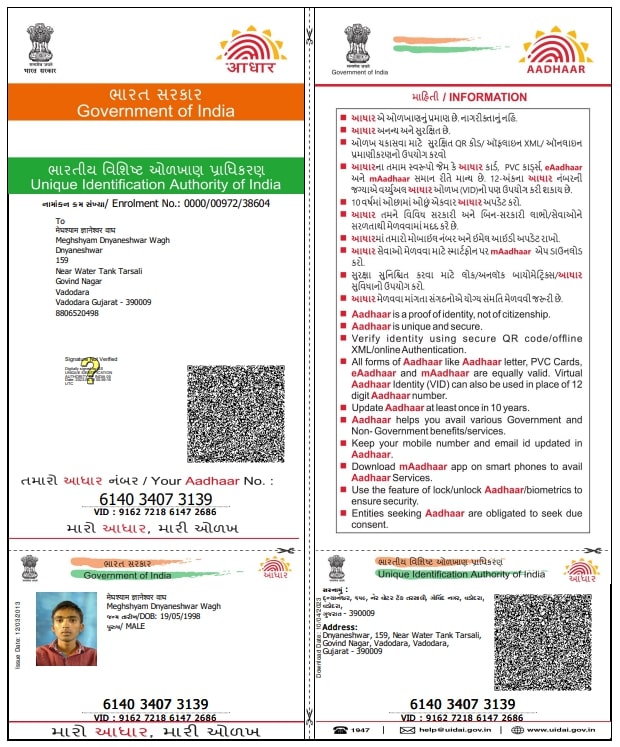 भारत सरकार
आधार
ભારત સરકાર
Government of India
ભારતીય વિશિષ્ટ ઓળખાણ પ્રાધિકરણ
Unique Identification Authority of India
નામાંકન ક્રમ સંખ્યા/ Enrolment No.: 0000/00972/38604
To
मेघश्याम ज्ञानेश्वर वाघ
Meghshyam Dnyaneshwar Wagh
Dnyaneshwar
159
Near Water Tank Tarsali
Govind Nagar
Vadodara
Vadodara Gujarat - 390009
8806520498
Signature Not Verified
તમારો આધાર નંબર / Your Aadhaar No. :
6140 3407 3139
VID : 9162 7218 6147 2686
મારો આધાર, મારી ઓળખ
Government of India
AADHAAR
માહિતી / INFORMATION
આધાર એ ઓળખાણનું પ્રમાણ છે. નાગરીકતાનું નહિ.
આધાર અનન્ય અને સુરક્ષિત છે.
ઓળખ ચકાસવા માટે સુરક્ષિત QR કોડ/ ઑફલાઇન XML/ ઑનલાઇન
પ્રમાણીકરણનો ઉપયોગ કરવો
આધારના તમામ સ્વરૂપો જેમ કે આધાર કાર્ડ, PVC કાર્ડ્સ, eAadhaar
અને mAadhaar સમાન રીતે માન્ય છે. 12-અંકના આધાર નંબરની
જગ્યાએ વર્ચ્યુઅલ આધાર ઓળખ (VID)નો પણ ઉપયોગ કરી શકાય છે.
10 વર્ષમાં ઓછામાં ઓછું એકવાર આધાર અપડેટ કરો.
આધાર તમને વિવિધ સરકારી અને બિન-સરકારી લાભો/સેવાઓને
સરળતાથી મેળવવામાં મદદ કરે છે.
આધારમાં તમારો મોબાઈલ નંબર અને ઈમેલ આઈડી અપડેટ રાખો.
આધાર સેવાઓ મેળવવા માટે સ્માર્ટફોન પર mAadhaar એપ ડાઉનલોડ
કરો.
સુરક્ષા સુનિશ્ચિત કરવા માટે લોક/અનલોક બાયોમેટ્રિક્સ/આધાર
સુવિધાનો ઉપયોગ કરો.
આધાર મેળવવા માંગતા સંગઠનોએ યોગ્ય સંમતિ મેળવવી જરૂરી છે.
Aadhaar is a proof of identity, not of citizenship.
Aadhaar is unique and secure.
Verify identity using secure QR code/offline
XML/online Authentication.
All forms of Aadhaar like Aadhaar letter, PVC Cards,
eAadhaar and mAadhaar are equally valid. Virtual
Aadhaar Identity (VID) can also be used in place of 12
digit Aadhaar number.
Update Aadhaar at least once in 10 years.
Aadhaar helps you avail various Government and
Non- Government benefits/services.
Keep your mobile number and email id updated in
Aadhaar.
Download mAadhaar app on smart phones to avail
Aadhaar Services.
Use the feature of lock/unlock Aadhaar/biometrics to
ensure security.
Entities seeking Aadhaar are obligated to seek due
consent.
ભારત સરકાર
Government of India
આધાર
Issue Date: 12/03/2013
मेघश्याम ज्ञानेश्वर वाघ
Meghshyam Dnyaneshwar Wagh
જન્મ તારીખ/DOB: 19/05/1998
પુરુષ/ MALE
6140 3407 3139
VID : 9162 7218 6147 2686
મારો આધાર, મારી ઓળખ
ભારતીય વિશિષ્ટ ઓળખાણ પ્રાધિકરણ
Unique Identification Authority of India
આધાર
Download Date: 10/04/2023
સરનામું :
વડોદરા,
ગુજરાત - 390009
Address:
Dnyaneshwar, 159, Near Water Tank Tarsali,
Govind Nagar, Vadodara, Vadodara,
Gujarat - 390009
6140 3407 3139
VID : 9162 7218 6147 2686
1947 | help@uidai.gov.in | www.uidai.gov.in